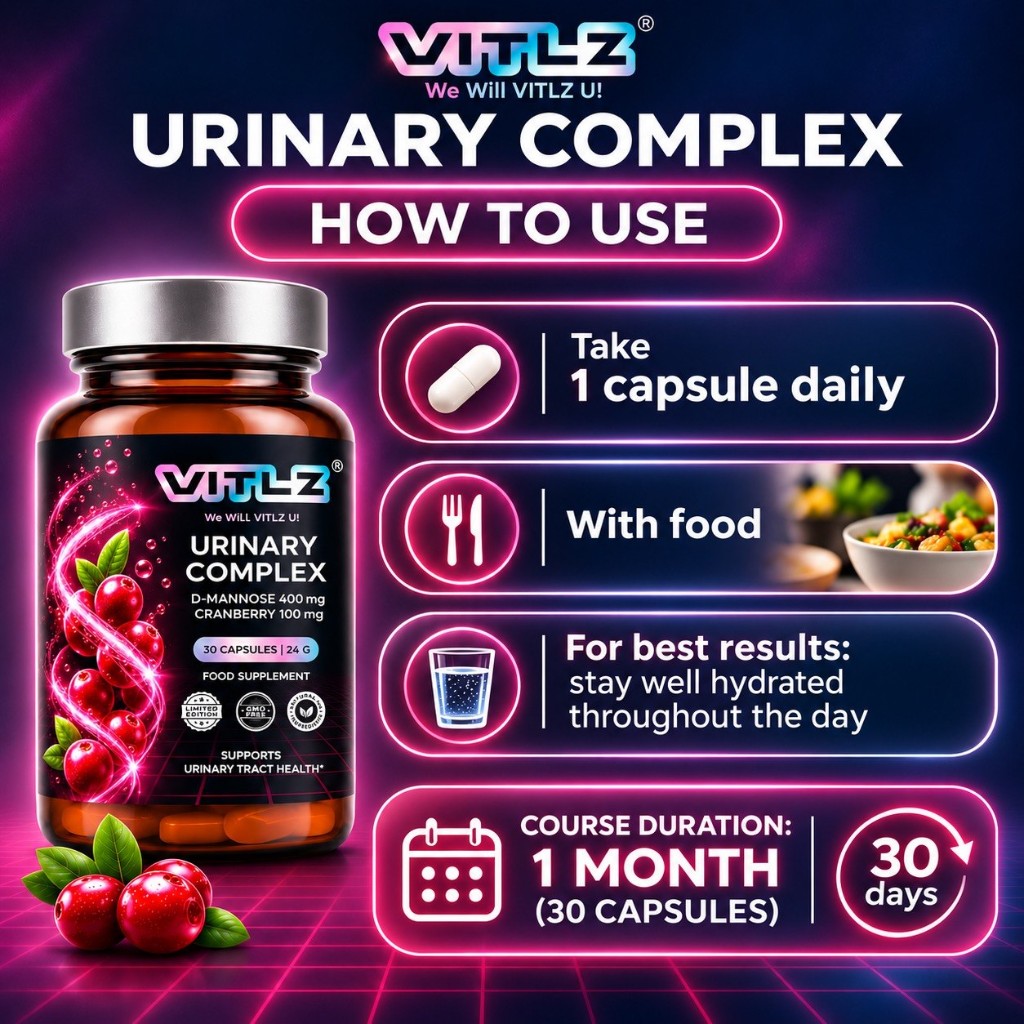 VITLZ®
We Will VITLZ U!
URINARY COMPLEX
HOW TO USE
Take
1 capsule daily
With food
For best results:
stay well hydrated
throughout the day
COURSE DURATION:
1 MONTH
(30 CAPSULES)
30
days
VITLZ®
We Will VITLZ U!
URINARY
COMPLEX
D-MANNOSE 400 mg
CRANBERRY 100 mg
30 CAPSULES | 24 G
FOOD SUPPLEMENT
LIMITED
EDITION
GMO
FREE
SUPPORTS
URINARY TRACT HEALTH*